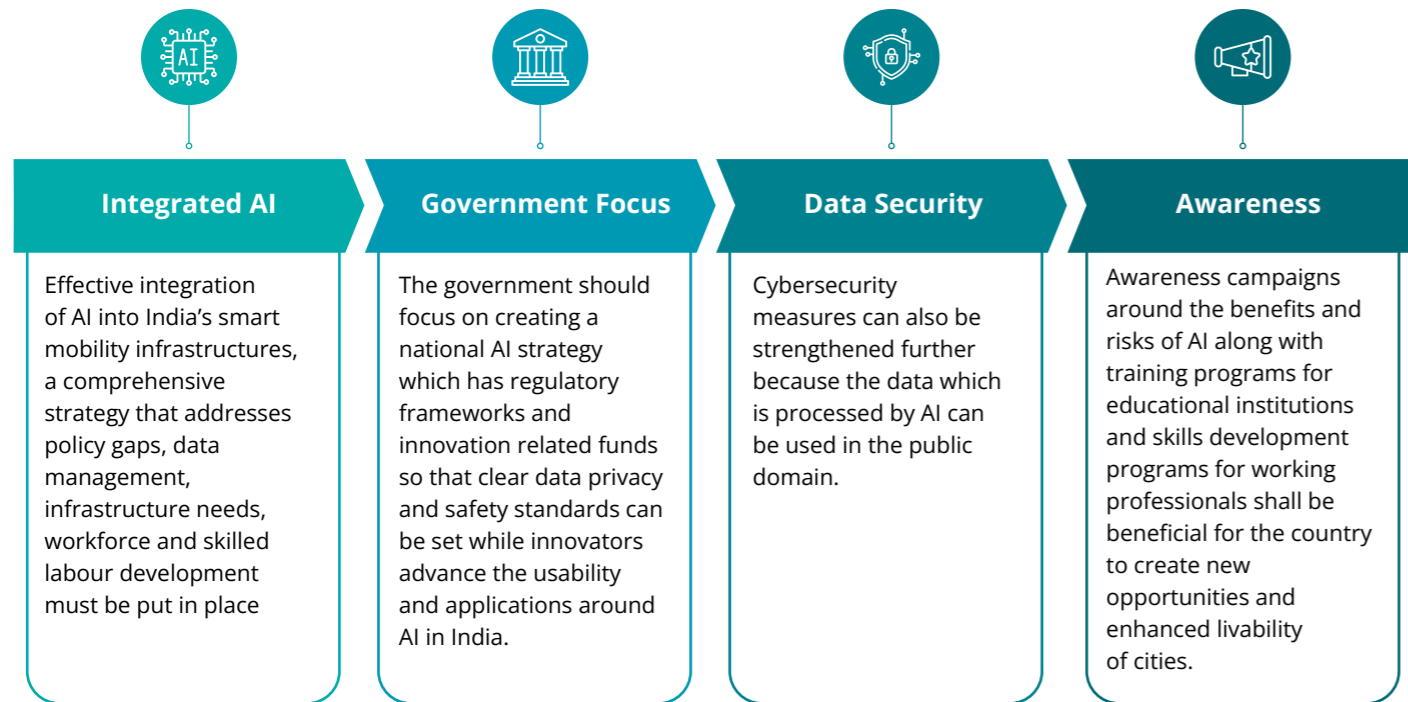 AI
Integrated AI
Effective integration
of AI into India’s smart
mobility infrastructures,
a comprehensive
strategy that addresses
policy gaps, data
management,
infrastructure needs,
workforce and skilled
labour development
must be put in place
Government Focus
The government should
focus on creating a
national AI strategy
which has regulatory
frameworks and
innovation related funds
so that clear data privacy
and safety standards can
be set while innovators
advance the usability
and applications around
AI in India.
Data Security
Cybersecurity
measures can also be
strengthened further
because the data which
is processed by AI can
be used in the public
domain.
Awareness
Awareness campaigns
around the benefits and
risks of AI along with
training programs for
educational institutions
and skills development
programs for working
professionals shall be
beneficial for the country
to create new
opportunities and
enhanced livability
of cities.